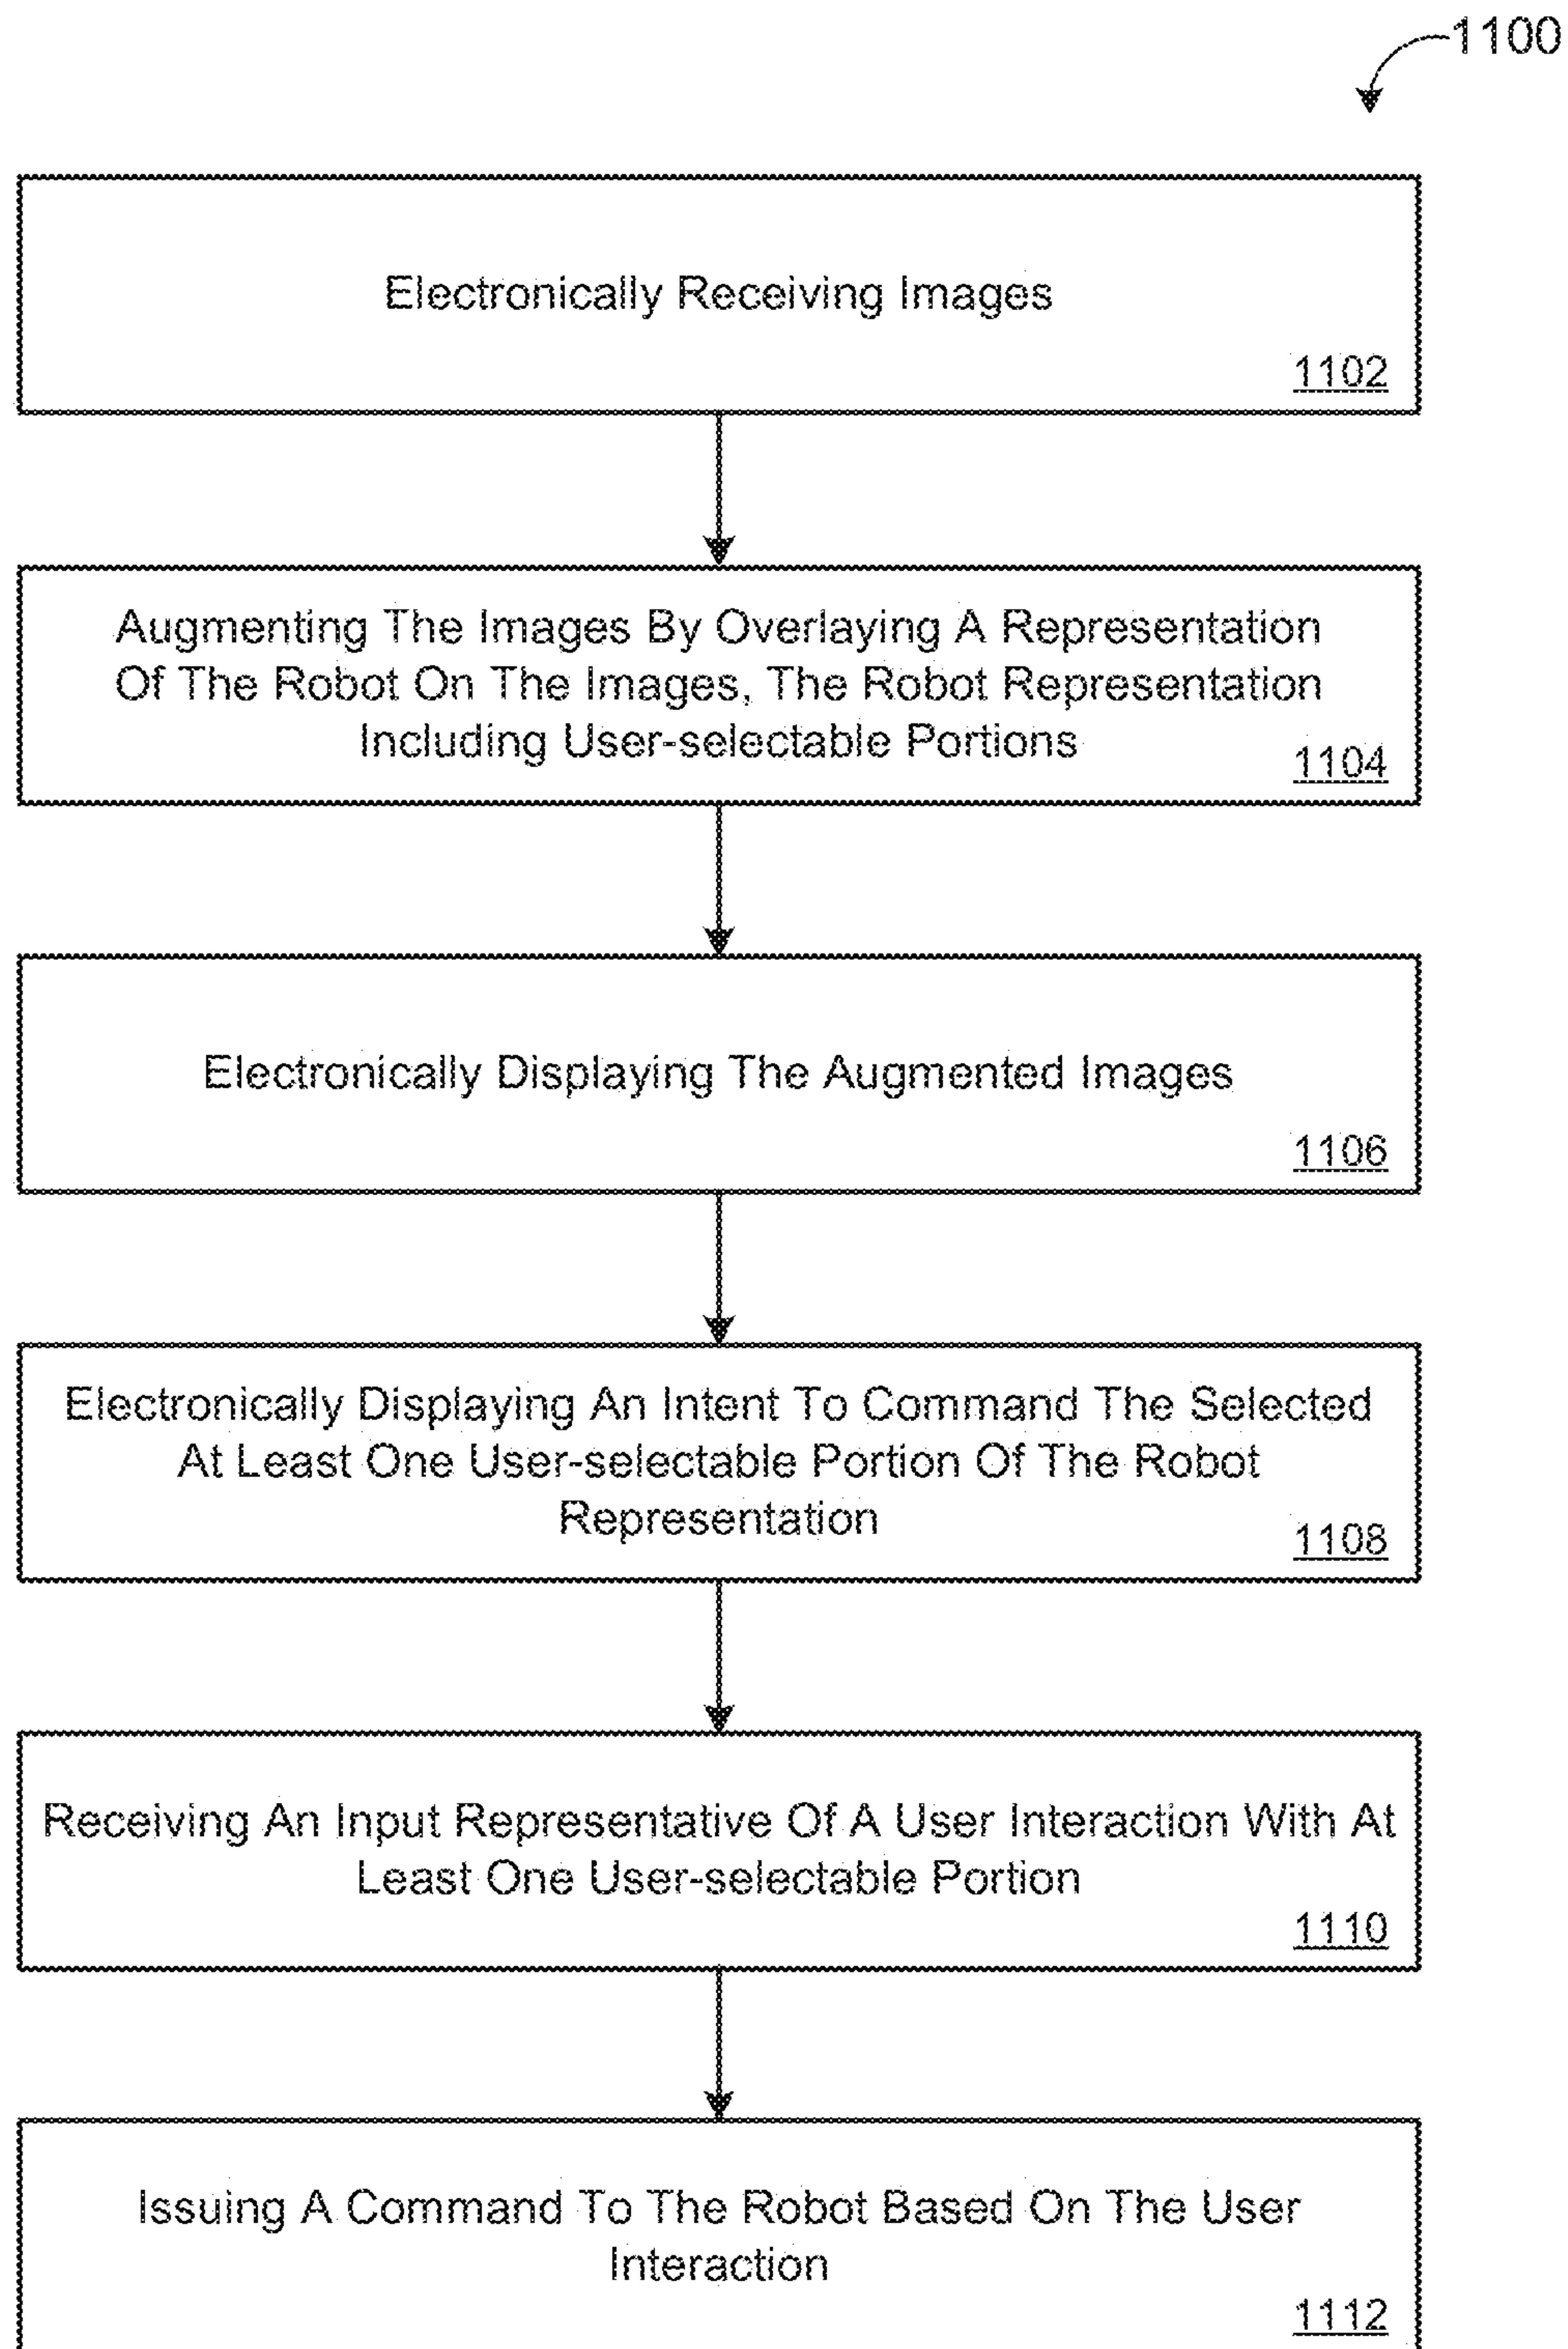 1100
Electronically Receiving Images
1102
Augmenting The Images By Overlaying A Representation
Of The Robot On The Images, The Robot Representation
Including User-selectable Portions
1104
Electronically Displaying The Augmented Images
1106
Electronically Displaying An Intent To Command The Selected
At Least One User-selectable Portion Of The Robot
Representation
1108
Receiving An Input Representative Of A User Interaction With At
Least One User-selectable Portion
1110
Issuing A Command To The Robot Based On The User
Interaction
1112